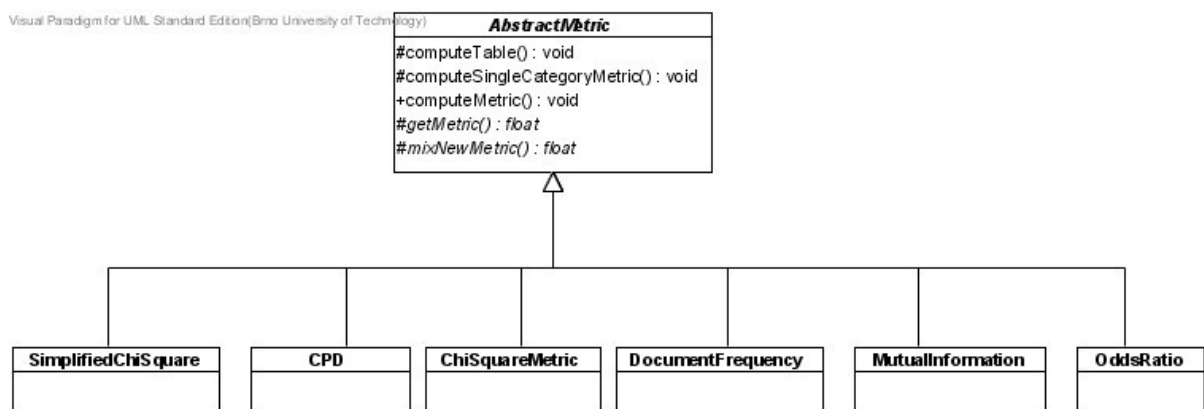 Visual Paradigm for UML Standard Edition(Brno University of Technology)
AbstractMetric
#computeTable() : void
#computeSingleCategoryMetric() : void
+computeMetric() : void
#getMetric() : float
#mixNewMetric() : float
SimplifiedChiSquare
CPD
ChiSquareMetric
DocumentFrequency
MutualInformation
OddsRatio